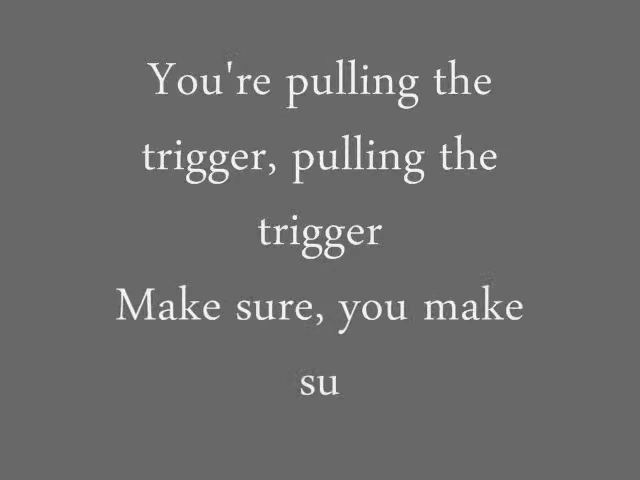 You're pulling the
trigger, pulling the
trigger
Make sure, you make
su